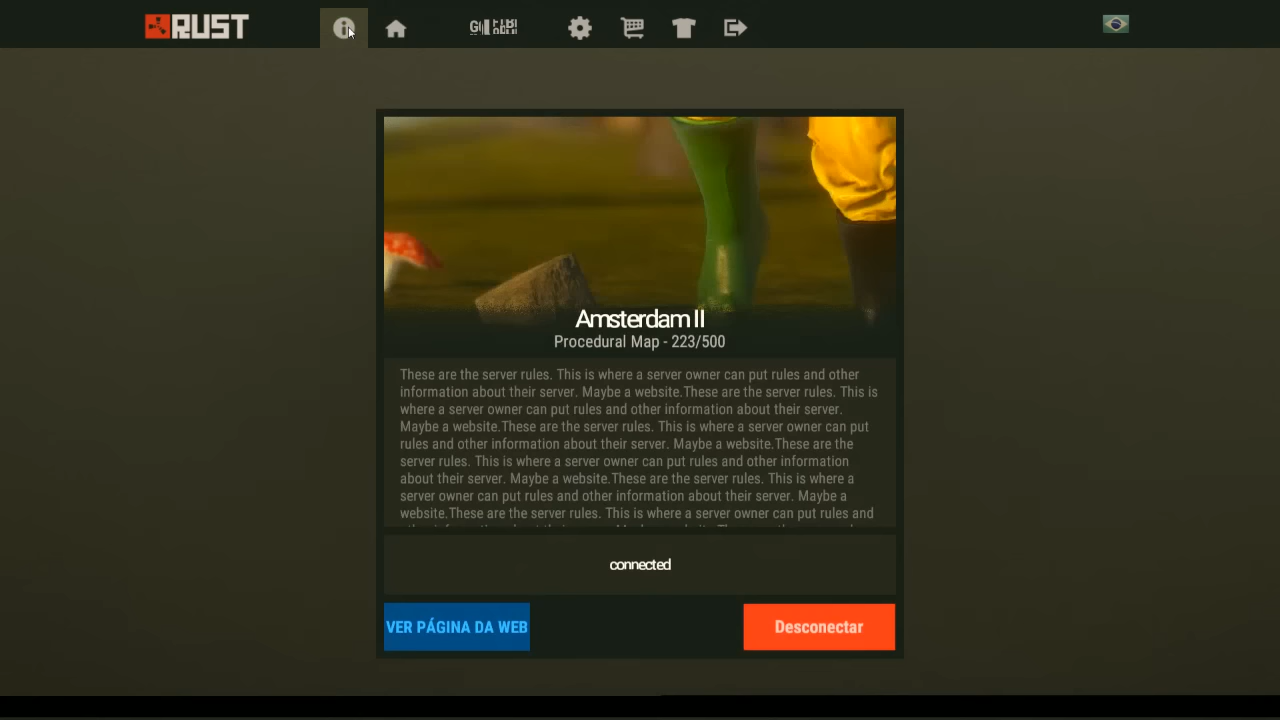 RUST
Amsterdam II
Procedural Map - 223/500
These are the server rules. This is where a server owner can put rules and other
information about their server. Maybe a website.These are the server rules. This is
where a server owner can put rules and other information about their server.
Maybe a website.These are the server rules. This is where a server owner can put
rules and other information about their server. Maybe a website.These are the
server rules. This is where a server owner can put rules and other information
about their server. Maybe a website.These are the server rules. This is where a
server owner can put rules and other information about their server. Maybe a
website.These are the server rules. This is where a server owner can put rules and
connected
VER PÁGINA DA WEB
Desconectar